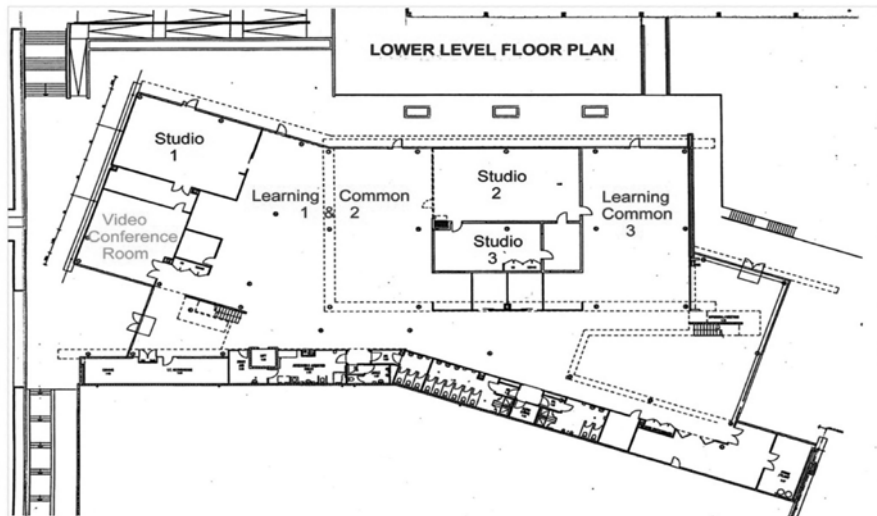 LOWER LEVEL FLOOR PLAN
Studio
1
Learning Common
1 & 2
Studio
2
Learning
Common
3
Video
Conference
Room
Studio
3